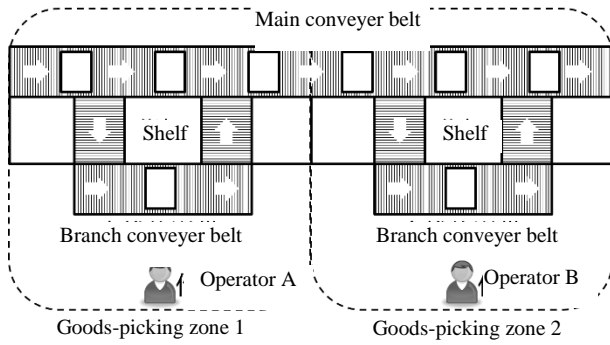 Main conveyer belt
Shelf
Shelf
Branch conveyer belt
Branch conveyer belt
Operator A
Operator B
Goods-picking zone 1
Goods-picking zone 2